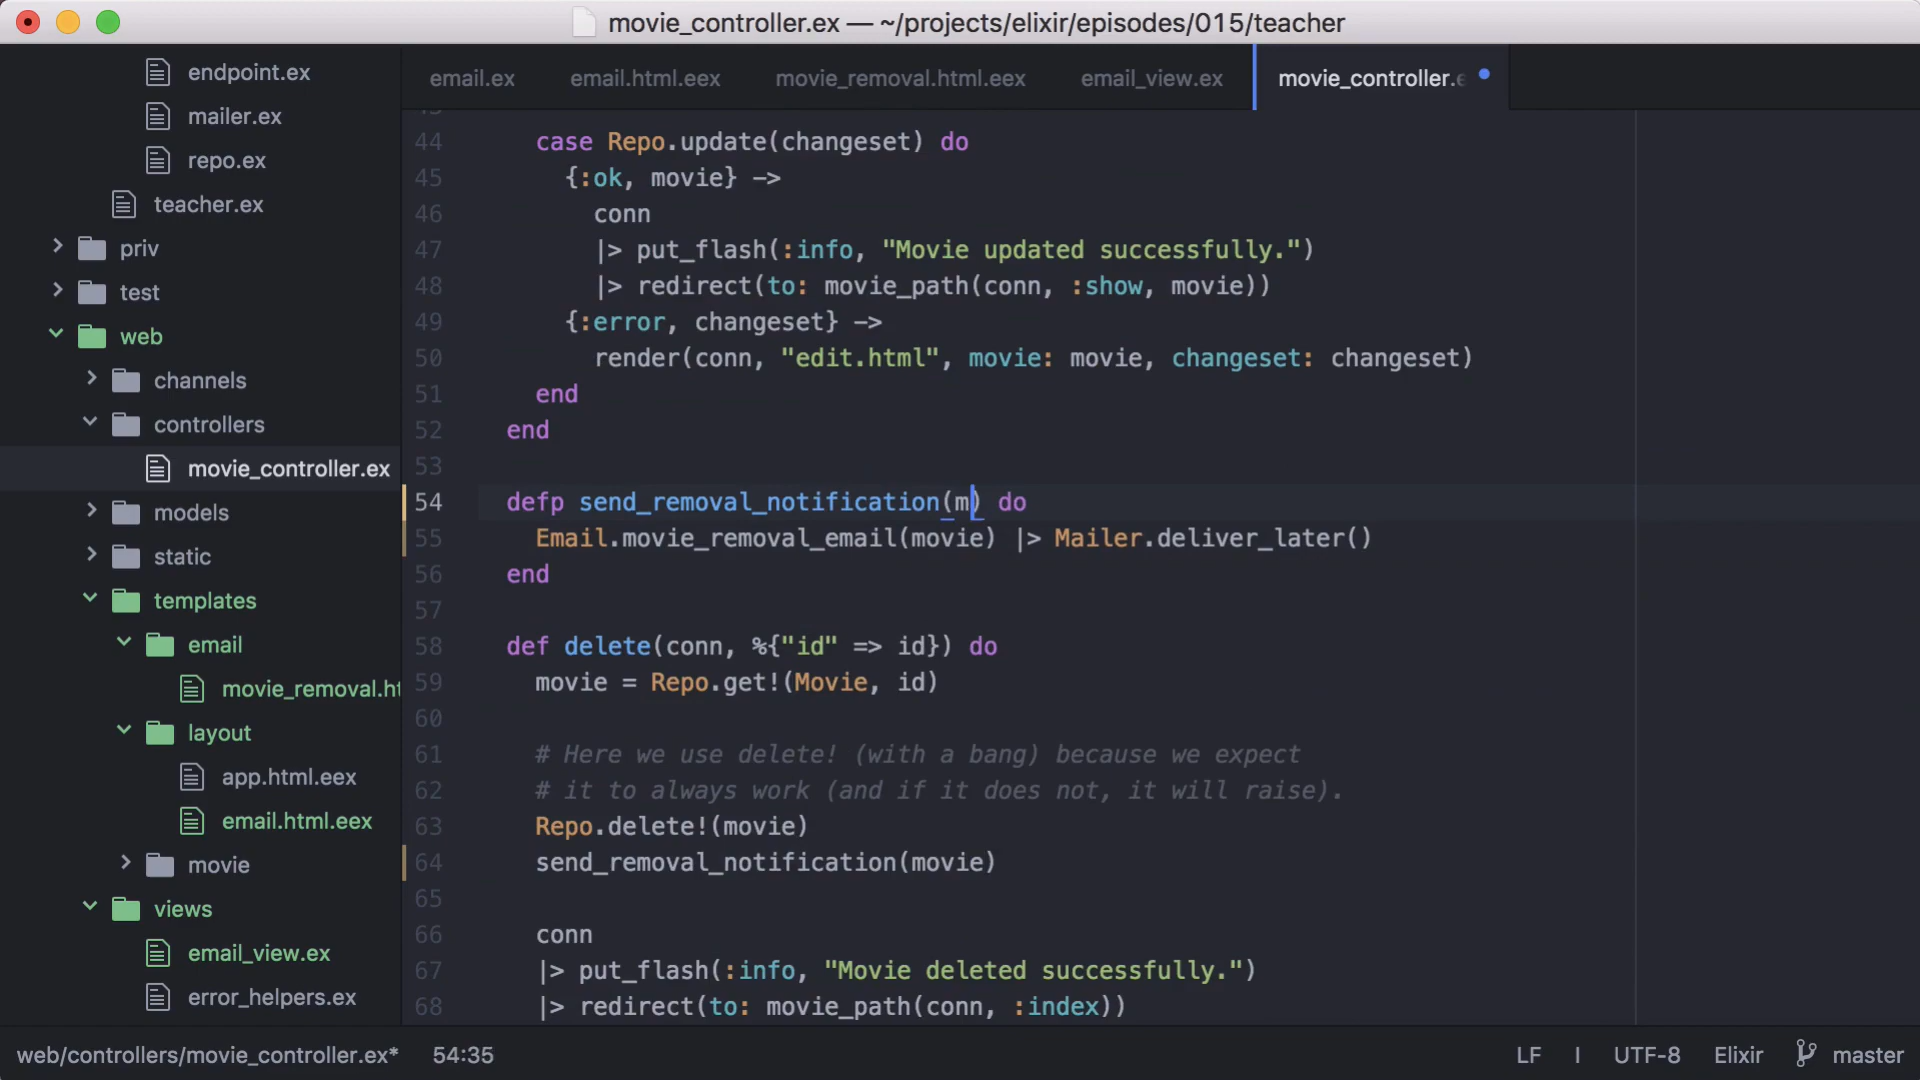 movie_controller.ex — ~/projects/elixir/episodes/015/teacher
endpoint.ex
mailer.ex
repo.ex
teacher.ex
priv
test
web
channels
controllers
movie_controller.ex
models
static
templates
email
movie_removal.ht
layout
app.html.eex
email.html.eex
movie
views
email_view.ex
error_helpers.ex
email.ex email.html.eex movie_removal.html.eex email_view.ex movie_controller.e
44 case Repo.update(changeset) do
45 {:ok, movie} ->
46 conn
47 |> put_flash(:info, "Movie updated successfully.")
48 |> redirect(to: movie_path(conn, :show, movie))
49 {:error, changeset} ->
50 render(conn, "edit.html", movie: movie, changeset: changeset)
51 end
52 end
53
54 defp send_removal_notification(m) do
55 Email.movie_removal_email(movie) |> Mailer.deliver_later()
56 end
57
58 def delete(conn, %{"id" => id}) do
59 movie = Repo.get!(Movie, id)
60
61 # Here we use delete! (with a bang) because we expect
62 # it to always work (and if it does not, it will raise).
63 Repo.delete!(movie)
64 send_removal_notification(movie)
65
66 conn
67 |> put_flash(:info, "Movie deleted successfully.")
68 |> redirect(to: movie_path(conn, :index))
web/controllers/movie_controller.ex* 54:35 LF I UTF-8 Elixir master